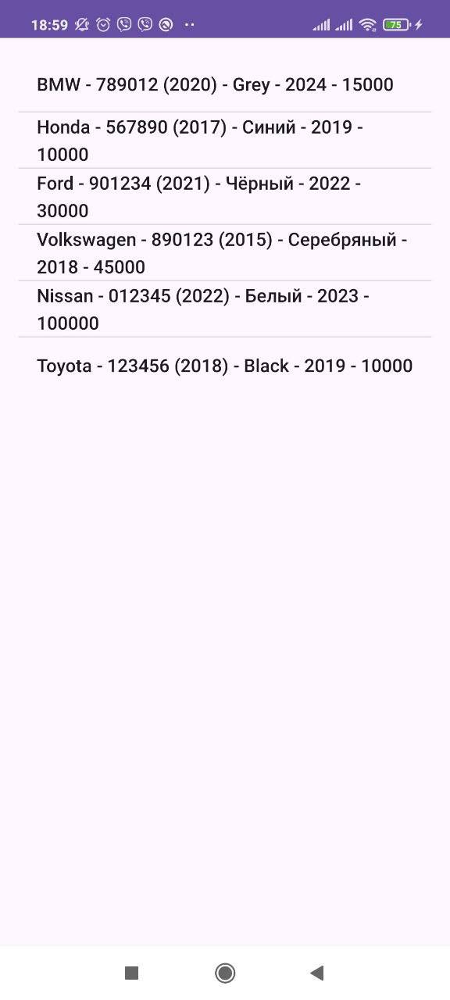 18:59
75
BMW - 789012 (2020) - Grey - 2024 - 15000
Honda - 567890 (2017) - Синий - 2019 -
10000
Ford - 901234 (2021) - Чёрный - 2022 -
30000
Volkswagen - 890123 (2015) - Серебряный -
2018 - 45000
Nissan - 012345 (2022) - Белый - 2023 -
100000
Toyota - 123456 (2018) - Black - 2019 - 10000